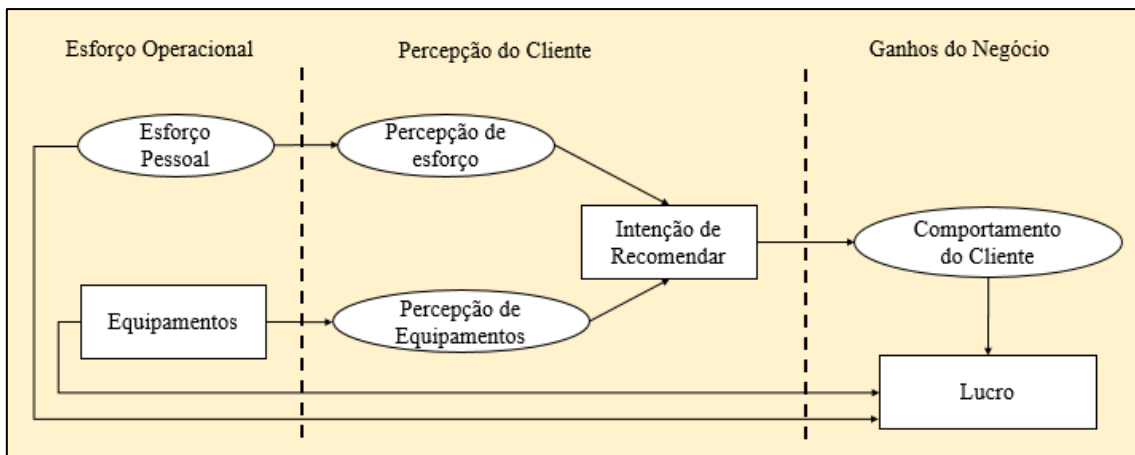 Esforço Operacional
Percepção do Cliente
Ganhos do Negócio
Esforço
Pessoal
Percepção de
esforço
Intenção de
Recomendar
Comportamento
do Cliente
Equipamentos
Percepção de
Equipamentos
Lucro